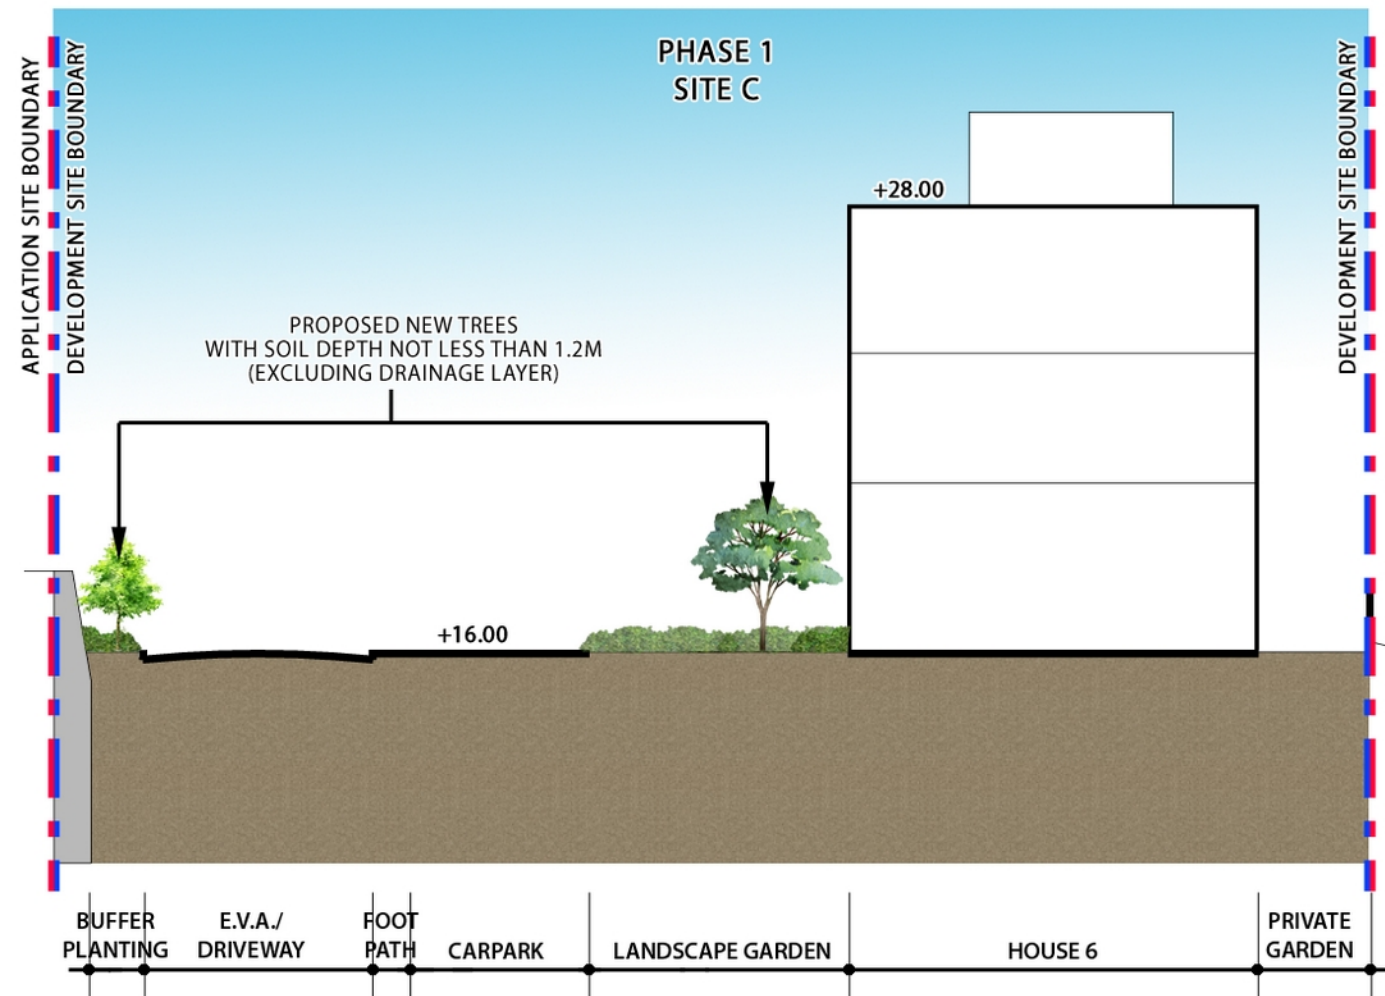 PHASE 1
SITE C
APPLICATION SITE BOUNDARY
DEVELOPMENT SITE BOUNDARY
DEVELOPMENT SITE BOUNDARY
+28.00
PROPOSED NEW TREES
WITH SOIL DEPTH NOT LESS THAN 1.2M
(EXCLUDING DRAINAGE LAYER)
+16.00
BUFFER
PLANTING
E.V.A./
DRIVEWAY
FOOT
PATH
CARPARK
LANDSCAPE GARDEN
HOUSE 6
PRIVATE
GARDEN